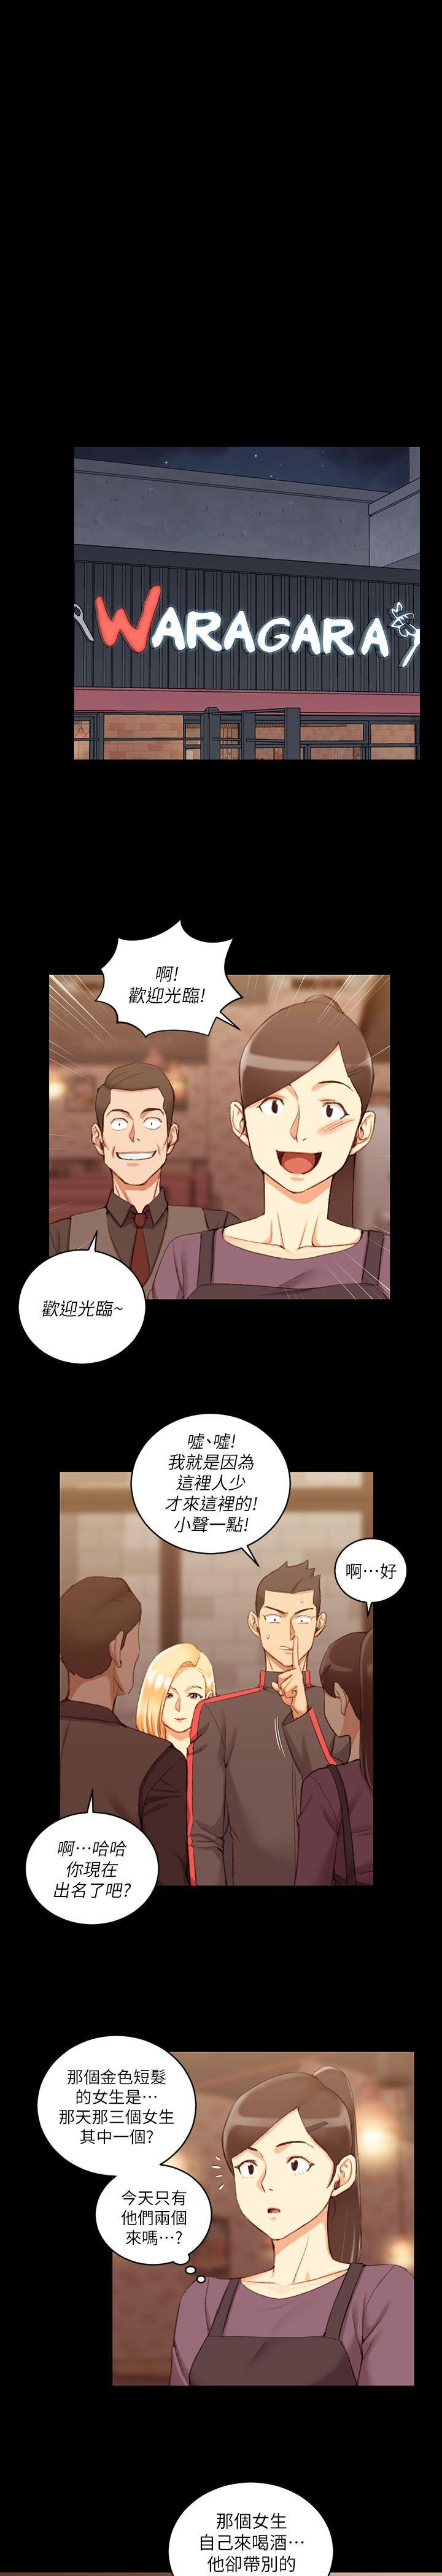 WARAGARA
啊!
歡迎光臨!
歡迎光臨~
噓、噓!
我就是因為
這裡人少
才來這裡的!
小聲一點!
啊…好
啊…哈哈
你現在
出名了吧?
那個金色短髮
的女生是…
那天那三個女生
其中一個?
今天只有
他們兩個
來嗎…?
那個女生
自己來喝酒…
他卻帶別的